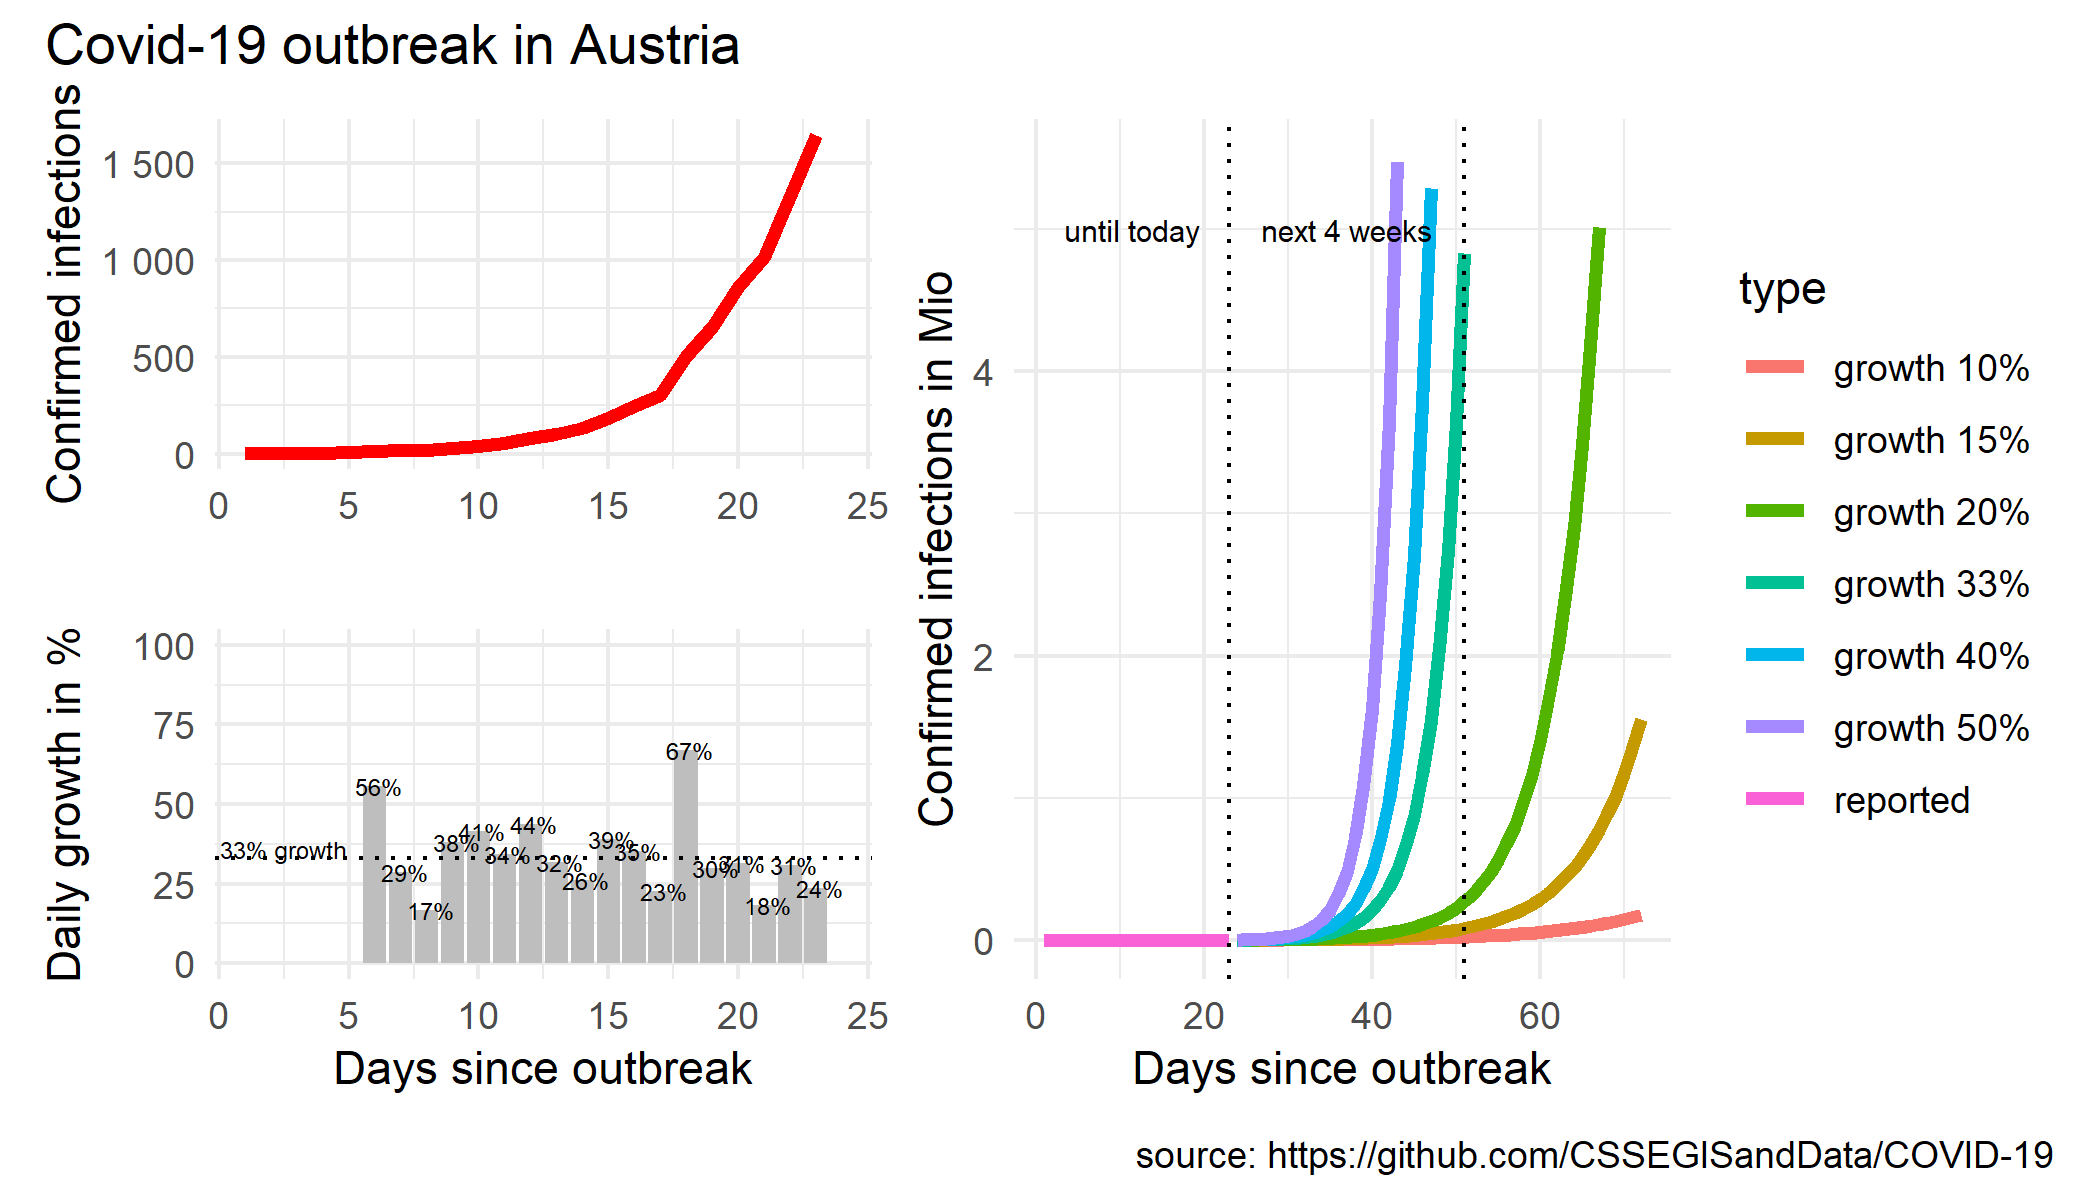 Covid-19 outbreak in Austria
Confirmed infections
1 500
1 000
500
0
0 5 10 15 20 25
Daily growth in %
100
75
50
25
0
33% growth
56%
29%
17%
38%
41%
34%
44%
32%
26%
39%
35%
23%
67%
30%
31%
18%
31%
24%
0 5 10 15 20 25
Days since outbreak
Confirmed infections in Mio
4
2
0
until today
next 4 weeks
0 20 40 60
Days since outbreak
type
growth 10%
growth 15%
growth 20%
growth 33%
growth 40%
growth 50%
reported
source: https://github.com/CSSEGISandData/COVID-19